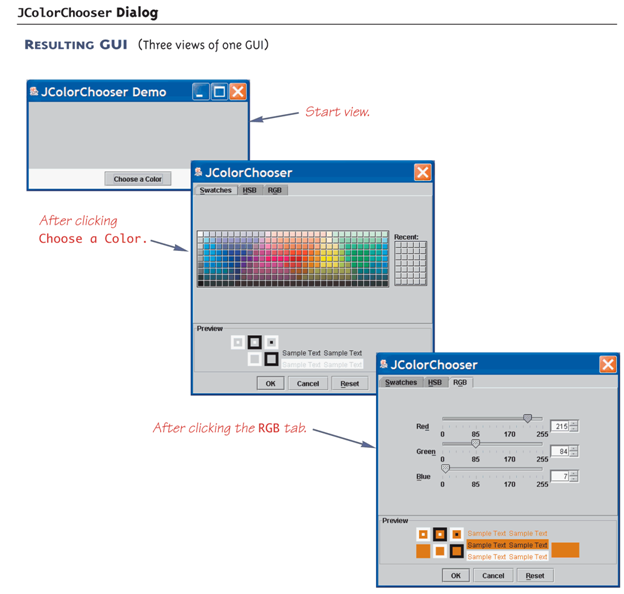 JColorChooser Dialog
RESULTING GUI (Three views of one GUI)
JColorChooser Demo
Start view.
Choose a Color
JColorChooser
Swatches HSB RGB
After clicking
Choose a Color.
Recent:
Preview
Sample Text Sample Text
Sample Text Sample Text
OK Cancel Reset
JColorChooser
Swatches HSB RGB
After clicking the RGB tab.
Red 215
0 85 170 255
Green 84
0 85 170 255
Blue 7
0 85 170 255
Preview
Sample Text Sample Text
Sample Text Sample Text
Sample Text Sample Text
OK Cancel Reset